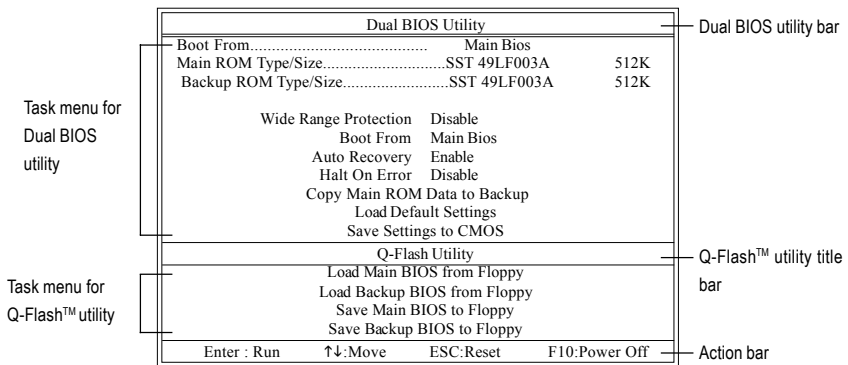 Dual BIOS Utility
Dual BIOS utility bar
Boot From.......................................... Main Bios
Main ROM Type/Size.............................SST 49LF003A 512K
Backup ROM Type/Size.........................SST 49LF003A 512K
Task menu for
Dual BIOS
utility
Wide Range Protection Disable
Boot From Main Bios
Auto Recovery Enable
Halt On Error Disable
Copy Main ROM Data to Backup
Load Default Settings
Save Settings to CMOS
Q-Flash Utility
Q-Flash™ utility title
bar
Task menu for
Q-Flash™ utility
Load Main BIOS from Floppy
Load Backup BIOS from Floppy
Save Main BIOS to Floppy
Save Backup BIOS to Floppy
Enter : Run ↑↓:Move ESC:Reset F10:Power Off
Action bar